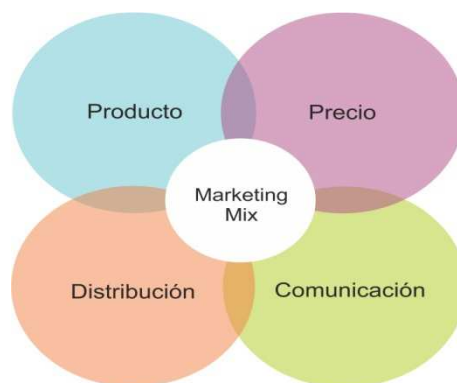 Producto
Precio
Marketing
Mix
Distribución
Comunicación